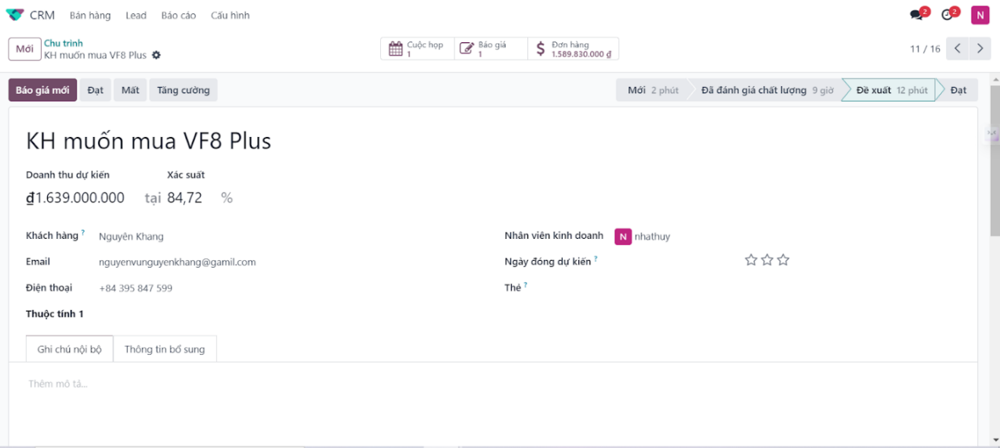 CRM Bán hàng Lead Báo cáo Cấu hình 2 2 N
Mới Chu trình
KH muốn mua VF8 Plus
Cuộc họp 1
Báo giá 1
$ Đơn hàng 1.589.830.000 ₫
11 / 16
Báo giá mới Đạt Mất Tăng cường
Mới 2 phút Đã đánh giá chất lượng 9 giờ Đề xuất 12 phút Đạt
KH muốn mua VF8 Plus
Doanh thu dự kiến Xác suất
₫1.639.000.000 tại 84,72 %
Khách hàng ? Nguyên Khang
Nhân viên kinh doanh N nhathuy
Email nguyenvunguyenkhang@gamil.com
Ngày đóng dự kiến ?
Điện thoại +84 395 847 599
Thẻ ?
Thuộc tính 1
Ghi chú nội bộ Thông tin bổ sung
Thêm mô tả...